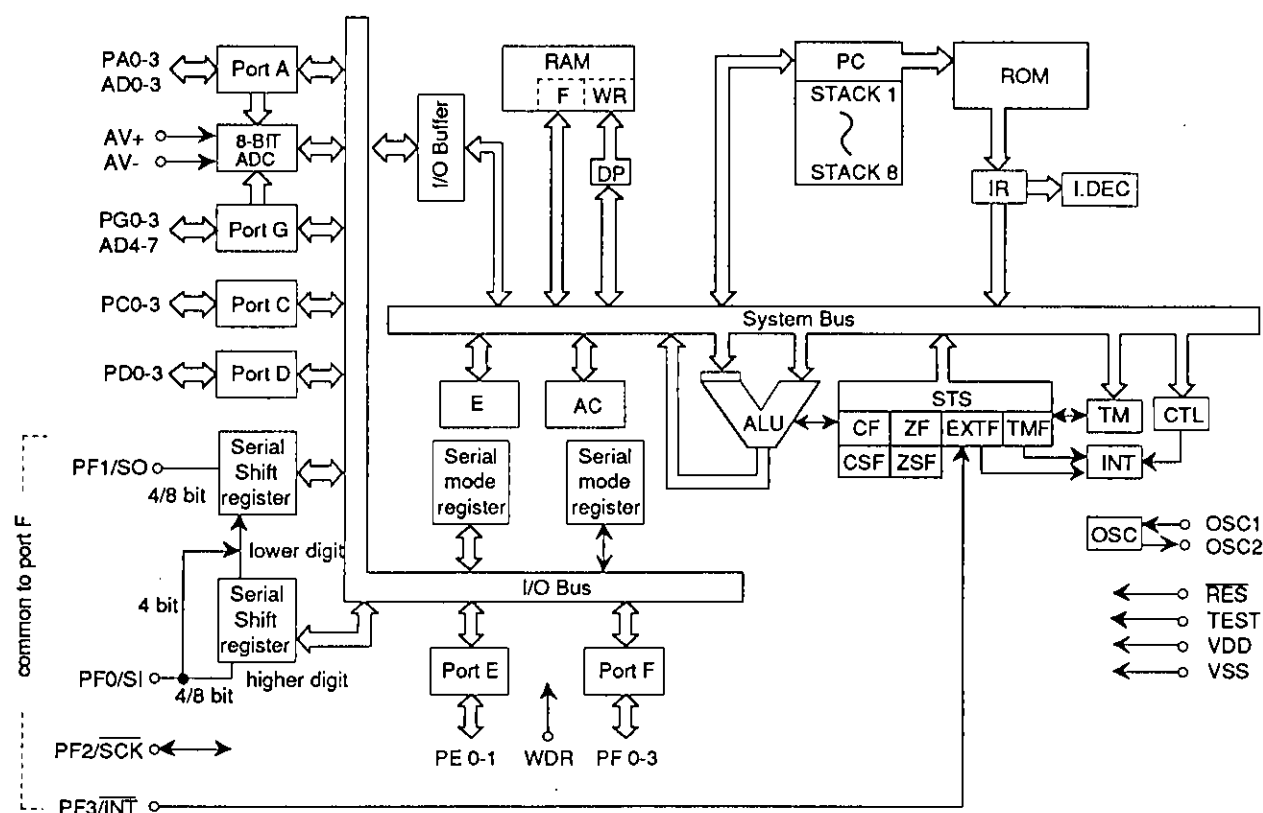 PA0-3
AD0-3
Port A
AV+
AV-
8-BIT
ADC
PG0-3
AD4-7
Port G
PC0-3
Port C
PD0-3
Port D
I/O Buffer
RAM
F
WR
DP
PC
STACK 1
STACK 8
ROM
IR
I.DEC
System Bus
E
AC
ALU
STS
CF
ZF
EXTF
TMF
CSF
ZSF
TM
CTL
INT
OSC
OSC1
OSC2
RES
TEST
VDD
VSS
common to port F
PF1/SO
4/8 bit
Serial
Shift
register
lower digit
4 bit
Serial
Shift
register
PF0/SI
4/8 bit
higher digit
PF2/SCK
PF3/INT
Serial
mode
register
Serial
mode
register
I/O Bus
Port E
Port F
PE 0-1
WDR
PF 0-3